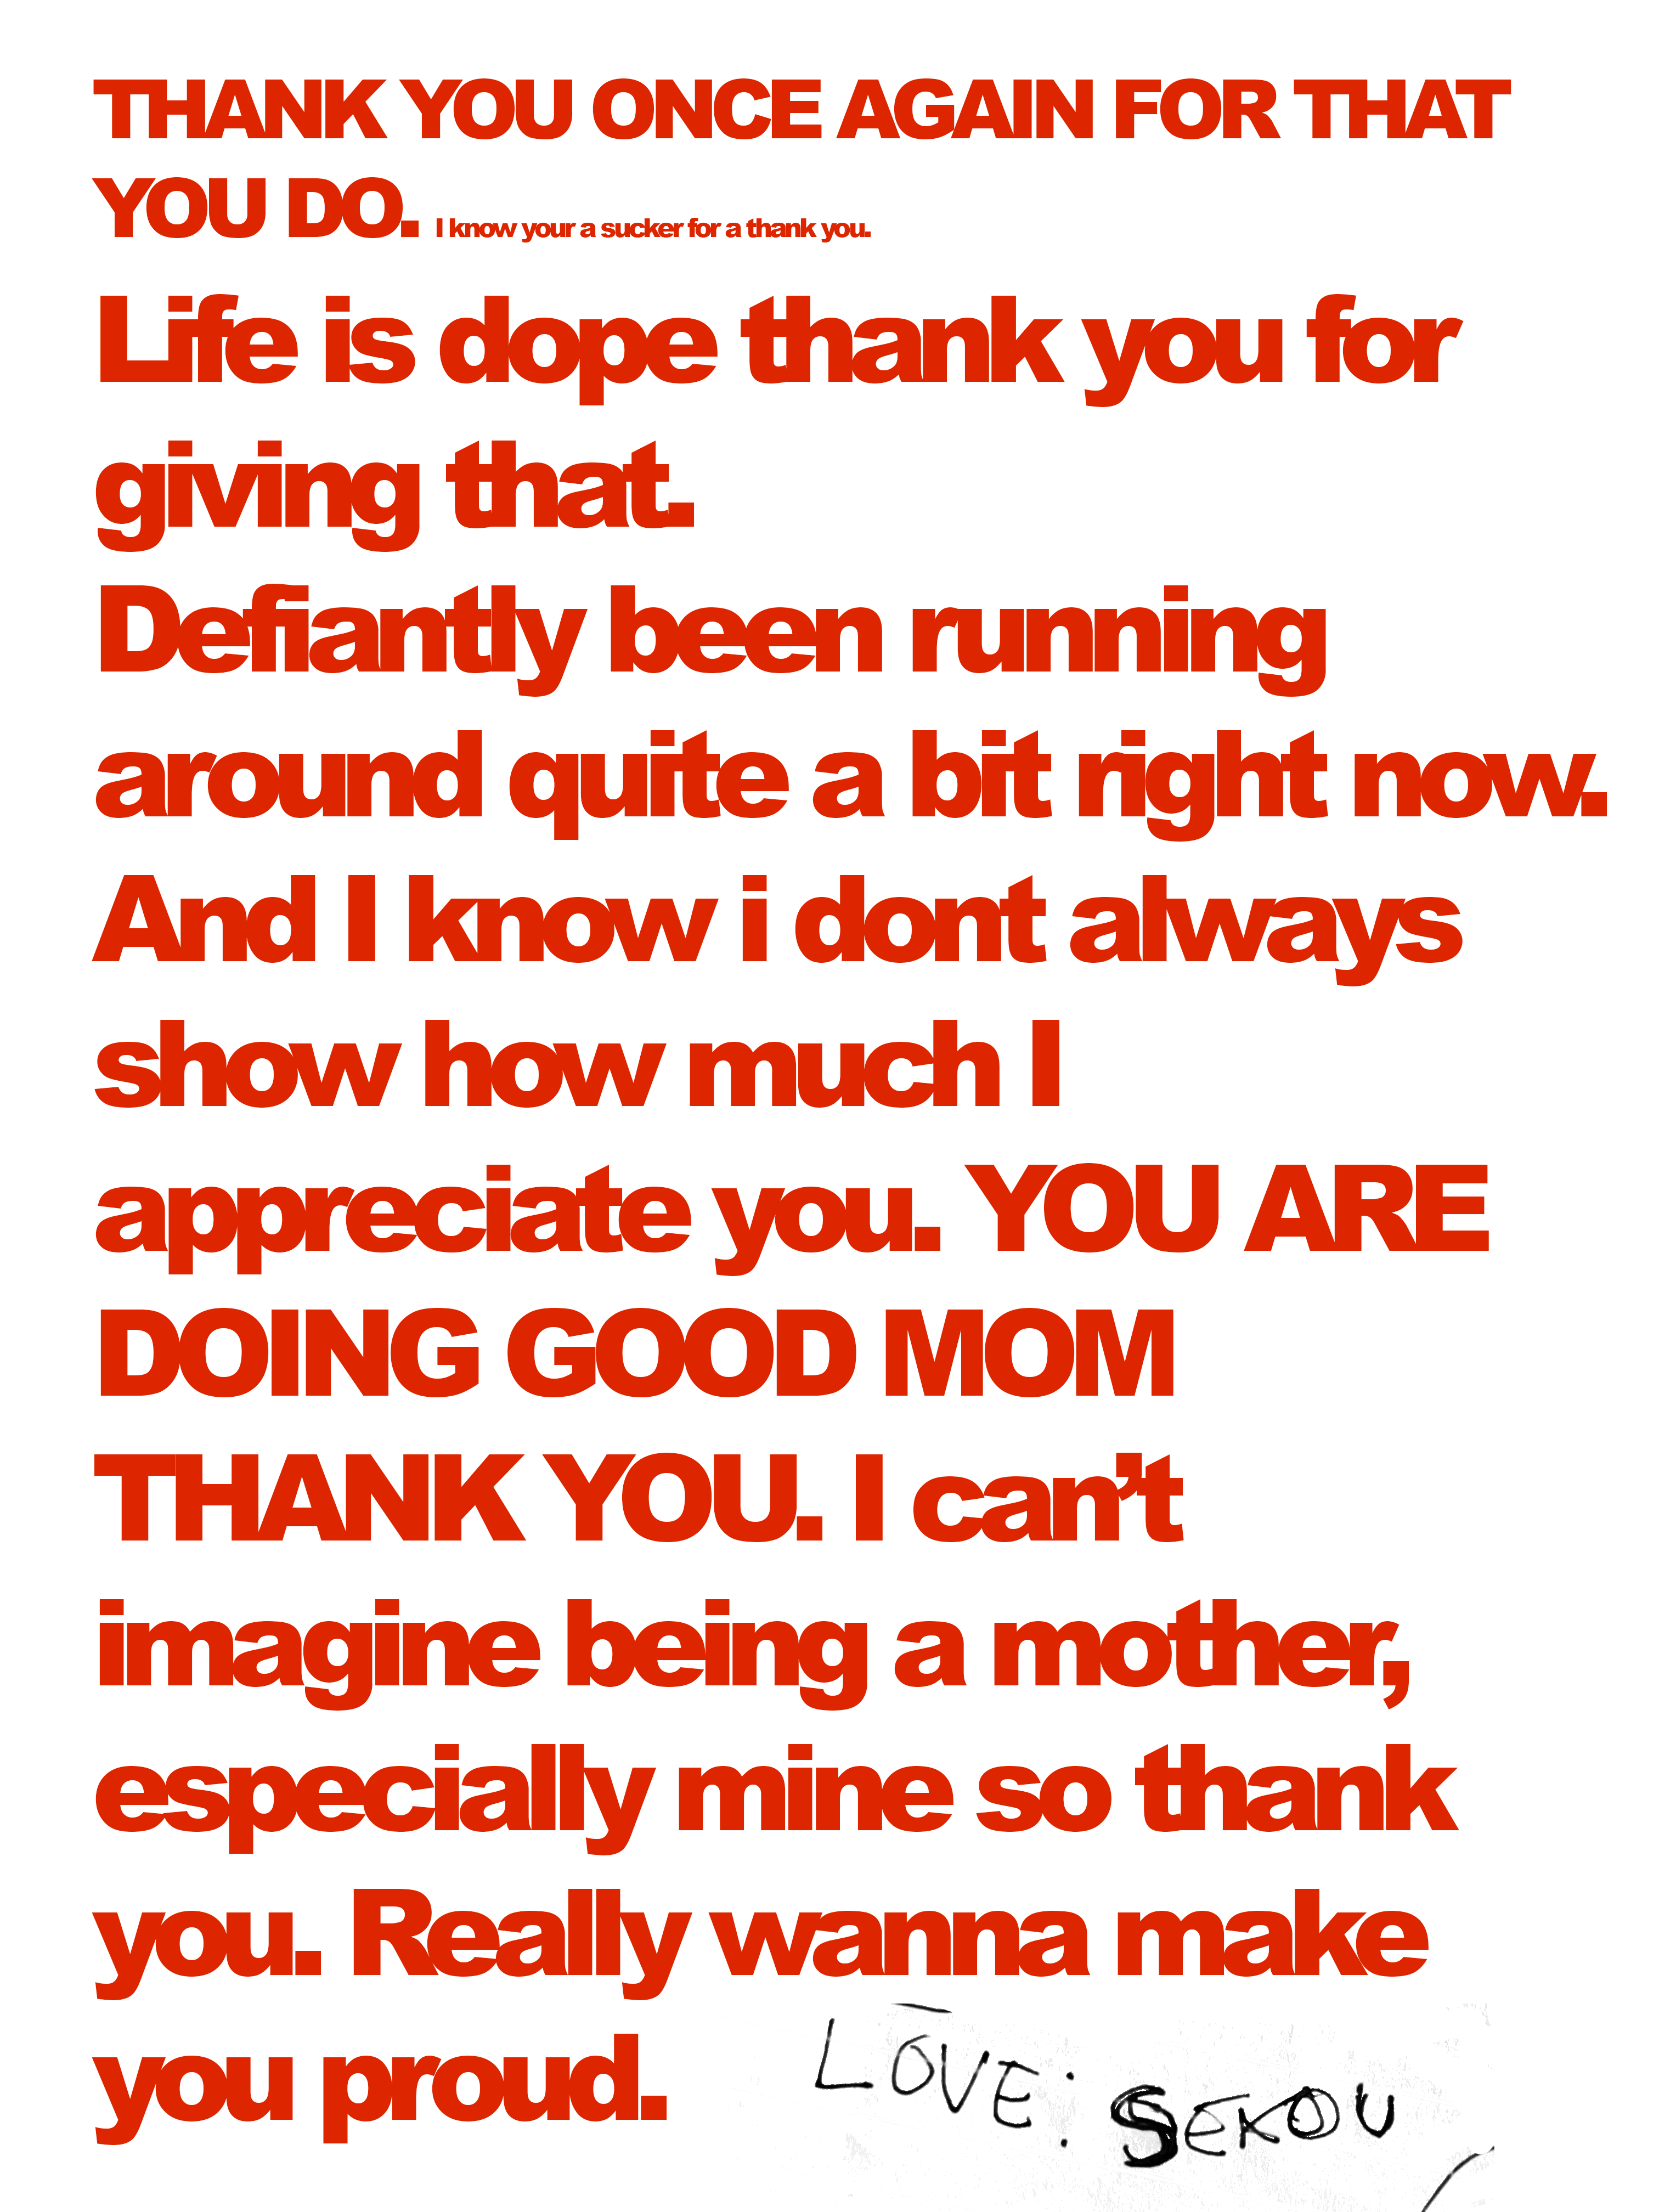 THANK YOU ONCE AGAIN FOR THAT
YOU DO. I know your a sucker for a thank you.
Life is dope thank you for
giving that.
Defiantly been running
around quite a bit right now.
And I know i dont always
show how much I
appreciate you. YOU ARE
DOING GOOD MOM
THANK YOU. I can’t
imagine being a mother,
especially mine so thank
you. Really wanna make
you proud.
LOVE: SEKOU